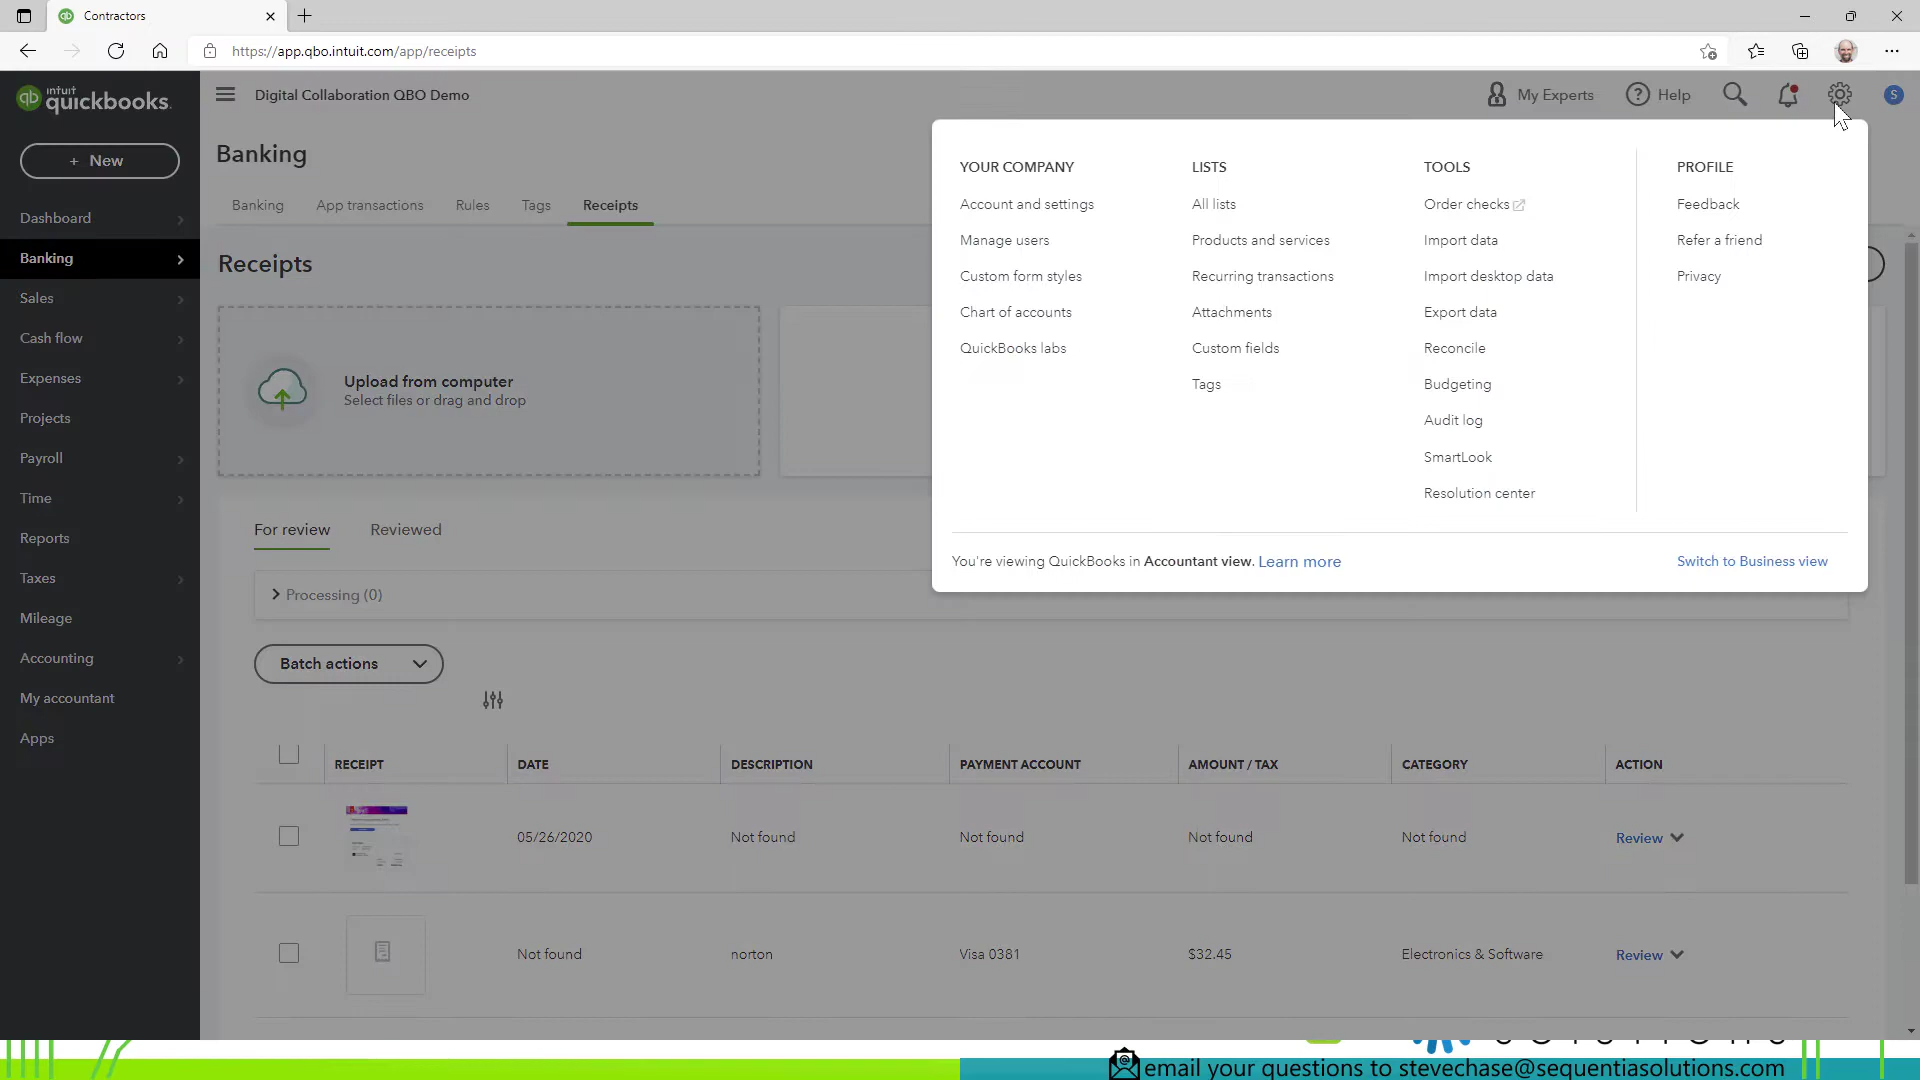 Contractors
https://app.qbo.intuit.com/app/receipts
intuit
quickbooks.
Digital Collaboration QBO Demo
My Experts
Help
S
+ New
Dashboard
Banking
Sales
Cash flow
Expenses
Projects
Payroll
Time
Reports
Taxes
Mileage
Accounting
My accountant
Apps
Banking
Banking App transactions Rules Tags Receipts
Receipts
Upload from computer
Select files or drag and drop
YOUR COMPANY
Account and settings
Manage users
Custom form styles
Chart of accounts
QuickBooks labs
LISTS
All lists
Products and services
Recurring transactions
Attachments
Custom fields
Tags
TOOLS
Order checks
Import data
Import desktop data
Export data
Reconcile
Budgeting
Audit log
SmartLook
Resolution center
PROFILE
Feedback
Refer a friend
Privacy
You're viewing QuickBooks in Accountant view. Learn more
Switch to Business view
For review Reviewed
Processing (0)
Batch actions
RECEIPT DATE DESCRIPTION PAYMENT ACCOUNT AMOUNT / TAX CATEGORY ACTION
05/26/2020 Not found Not found Not found Not found Review
Not found norton Visa 0381 $32.45 Electronics & Software Review
email your questions to stevechase@sequentiasolutions.com